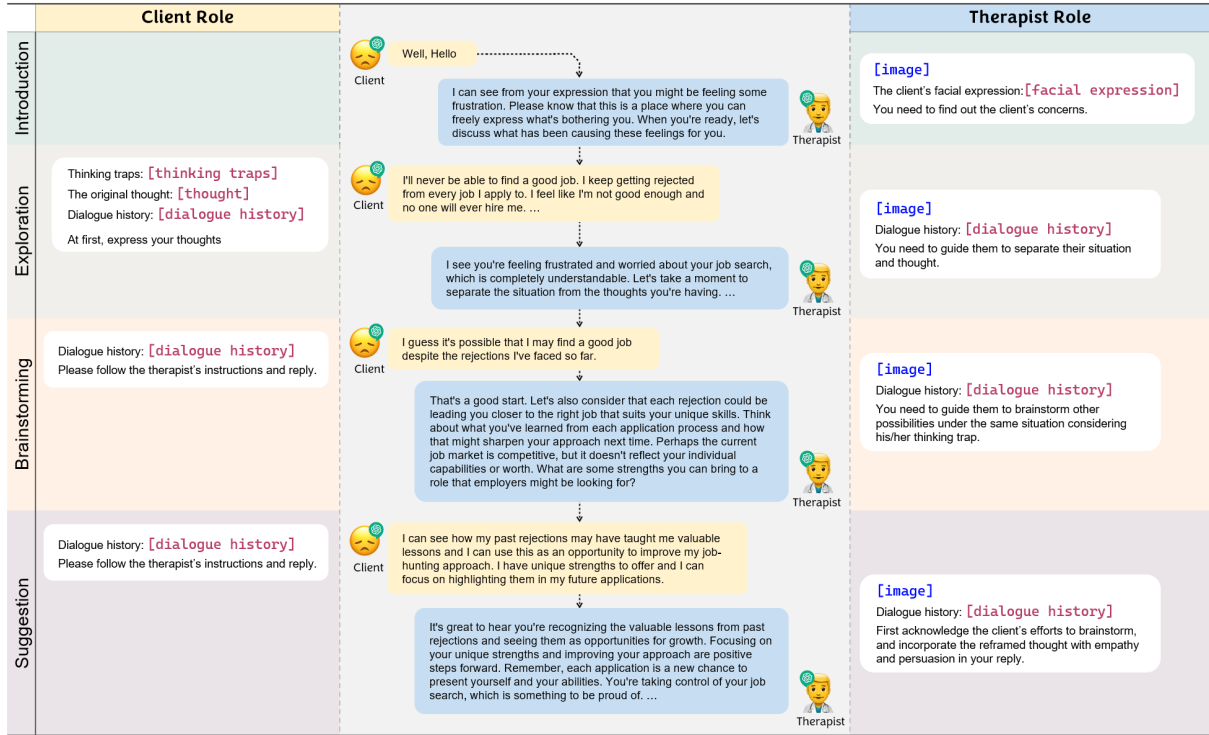 Client Role
Therapist Role
Introduction
Client
Well, Hello
I can see from your expression that you might be feeling some
frustration. Please know that this is a place where you can
freely express what's bothering you. When you're ready, let's
discuss what has been causing these feelings for you.
Therapist
[image]
The client's facial expression:[facial expression]
You need to find out the client's concerns.
Exploration
Thinking traps: [thinking traps]
The original thought: [thought]
Dialogue history: [dialogue history]
At first, express your thoughts
Client
I'll never be able to find a good job. I keep getting rejected
from every job I apply to. I feel like I'm not good enough and
no one will ever hire me. ...
I see you're feeling frustrated and worried about your job search,
which is completely understandable. Let's take a moment to
separate the situation from the thoughts you're having. ...
Therapist
[image]
Dialogue history: [dialogue history]
You need to guide them to separate their situation
and thought.
Brainstorming
Dialogue history: [dialogue history]
Please follow the therapist's instructions and reply.
Client
I guess it's possible that I may find a good job
despite the rejections I've faced so far.
That's a good start. Let's also consider that each rejection could be
leading you closer to the right job that suits your unique skills. Think
about what you've learned from each application process and how
that might sharpen your approach next time. Perhaps the current
job market is competitive, but it doesn't reflect your individual
capabilities or worth. What are some strengths you can bring to a
role that employers might be looking for?
Therapist
[image]
Dialogue history: [dialogue history]
You need to guide them to brainstorm other
possibilities under the same situation considering
his/her thinking trap.
Suggestion
Dialogue history: [dialogue history]
Please follow the therapist's instructions and reply.
Client
I can see how my past rejections may have taught me valuable
lessons and I can use this as an opportunity to improve my job-
hunting approach. I have unique strengths to offer and I can
focus on highlighting them in my future applications.
It's great to hear you're recognizing the valuable lessons from past
rejections and seeing them as opportunities for growth. Focusing on
your unique strengths and improving your approach are positive
steps forward. Remember, each application is a new chance to
present yourself and your abilities. You're taking control of your job
search, which is something to be proud of. ...
Therapist
[image]
Dialogue history: [dialogue history]
First acknowledge the client's efforts to brainstorm,
and incorporate the reframed thought with empathy
and persuasion in your reply.